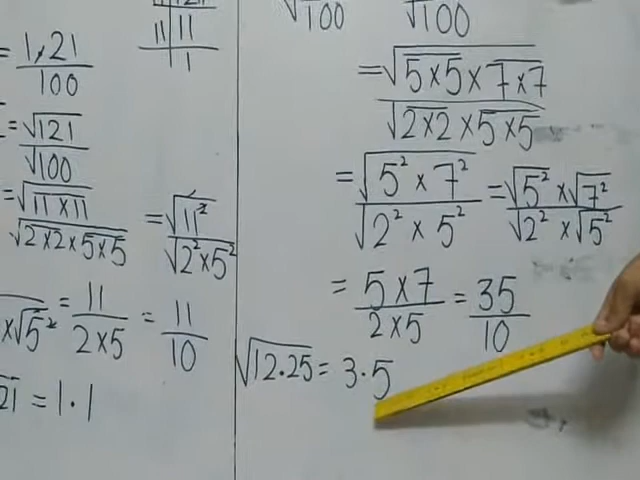 11 | 11
1
= 1.21 / 100
= √121 / √100
= √11×11 / √2×2×5×5 = √11² / √2²×5²
×√5² = 11 / 2×5 = 11 / 10
21 = 1·1
√100 √100
= √5×5×7×7 / √2×2×5×5
= √5²×7² / √2²×5² = √5²×√7² / √2²×√5²
= 5×7 / 2×5 = 35 / 10
√12·25 = 3·5